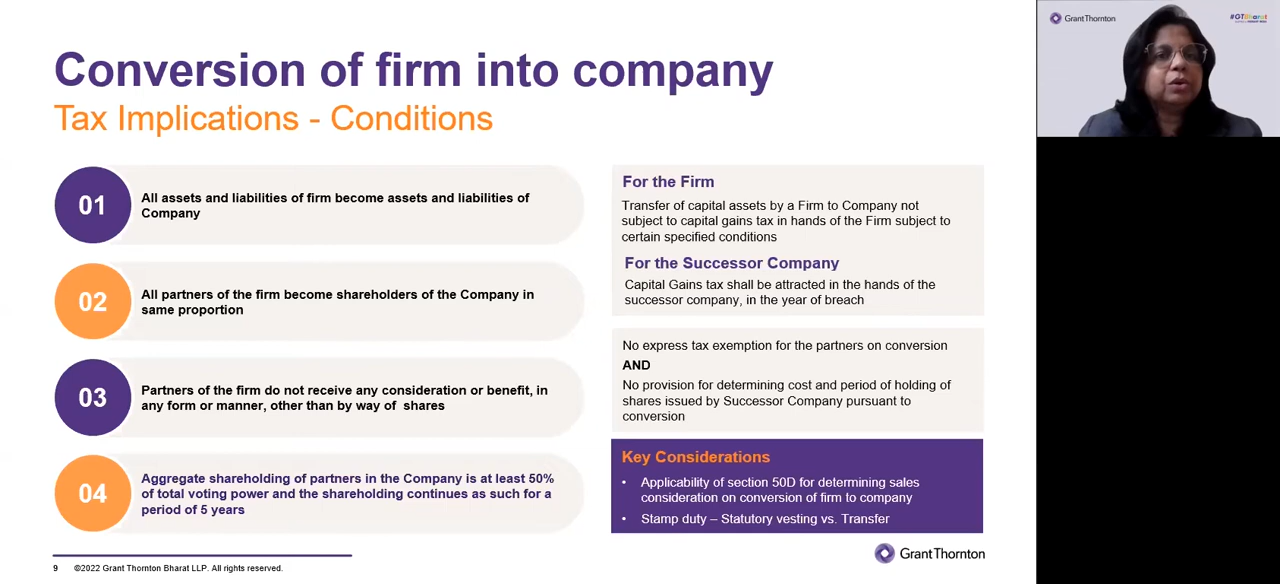 Conversion of firm into company
Tax Implications - Conditions
01
All assets and liabilities of firm become assets and liabilities of
Company
02
All partners of the firm become shareholders of the Company in
same proportion
03
Partners of the firm do not receive any consideration or benefit, in
any form or manner, other than by way of shares
04
Aggregate shareholding of partners in the Company is at least 50%
of total voting power and the shareholding continues as such for a
period of 5 years
For the Firm
Transfer of capital assets by a Firm to Company not
subject to capital gains tax in hands of the Firm subject to
certain specified conditions
For the Successor Company
Capital Gains tax shall be attracted in the hands of the
successor company, in the year of breach
No express tax exemption for the partners on conversion
AND
No provision for determining cost and period of holding of
shares issued by Successor Company pursuant to
conversion
Key Considerations
• Applicability of section 50D for determining sales
consideration on conversion of firm to company
• Stamp duty – Statutory vesting vs. Transfer
9 ©2022 Grant Thornton Bharat LLP. All rights reserved.
GrantThornton
GrantThornton
#GTBharat